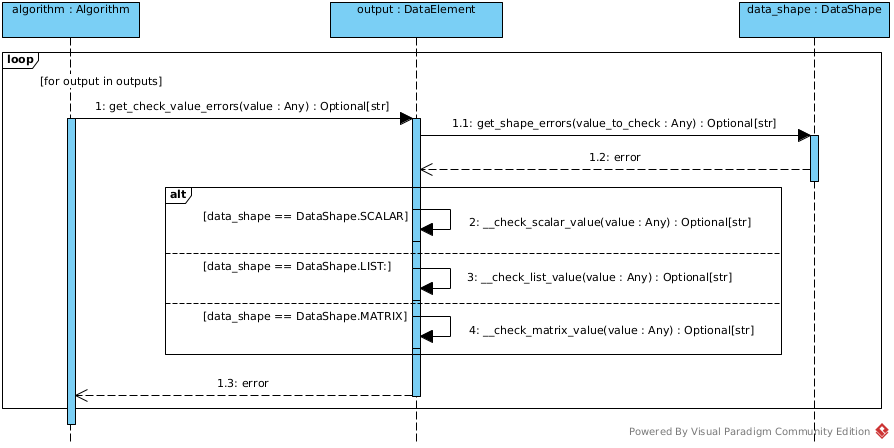 algorithm : Algorithm
output : DataElement
data_shape : DataShape
loop
[for output in outputs]
1: get_check_value_errors(value : Any) : Optional[str]
1.1: get_shape_errors(value_to_check : Any) : Optional[str]
1.2: error
alt
[data_shape == DataShape.SCALAR]
2: __check_scalar_value(value : Any) : Optional[str]
[data_shape == DataShape.LIST:]
3: __check_list_value(value : Any) : Optional[str]
[data_shape == DataShape.MATRIX]
4: __check_matrix_value(value : Any) : Optional[str]
1.3: error
Powered By Visual Paradigm Community Edition